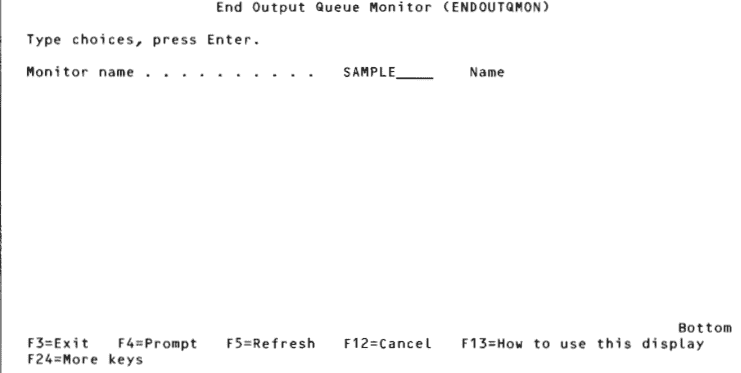 End Output Queue Monitor (ENDOUTQMON)
Type choices, press Enter.
Monitor name . . . . . . . . . . SAMPLE____ Name
Bottom
F3=Exit F4=Prompt F5=Refresh F12=Cancel F13=How to use this display
F24=More keys